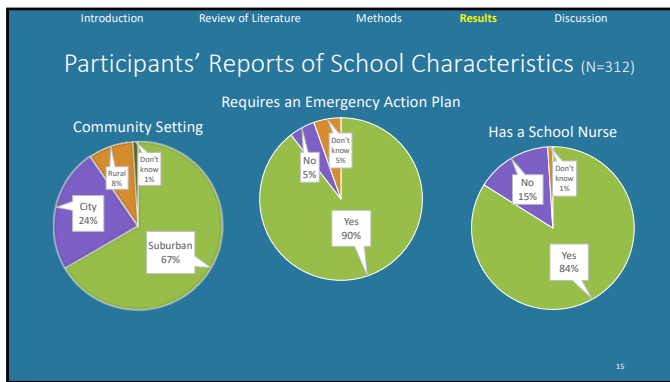 Introduction Review of Literature Methods Results Discussion
Participants' Reports of School Characteristics (N=312)
Community Setting
Don't
know
1%
Rural
8%
City
24%
Suburban
67%
Requires an Emergency Action Plan
Don't
know
5%
No
5%
Yes
90%
Has a School Nurse
Don't
know
1%
No
15%
Yes
84%
15